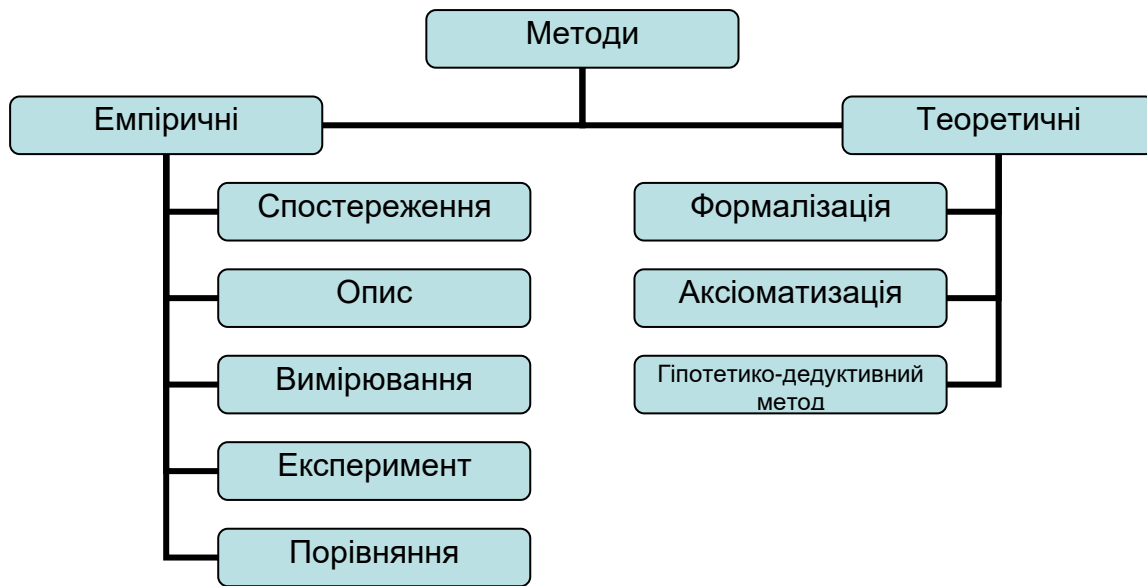 Методи
Емпіричні
Теоретичні
Спостереження
Формалізація
Опис
Аксіоматизація
Вимірювання
Гіпотетико-дедуктивний
метод
Експеримент
Порівняння